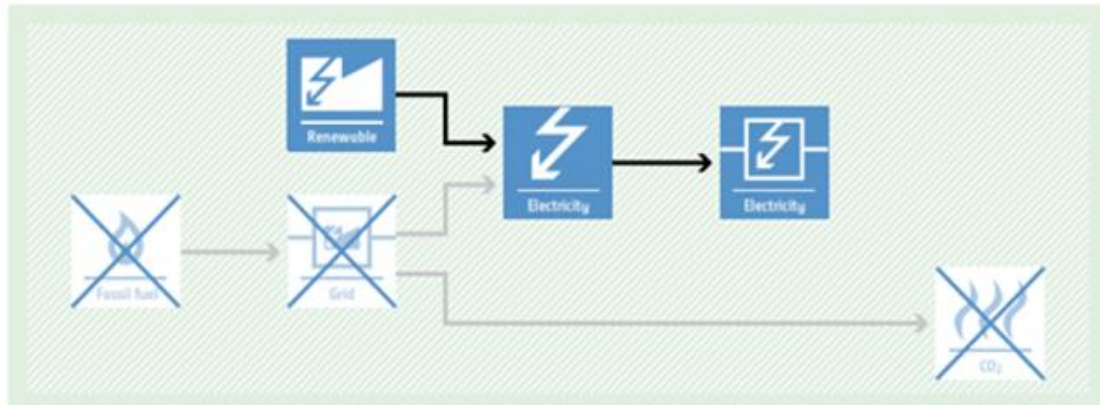 Renewable
Electricity
Electricity
Fossil fuel
Grid
CO₂